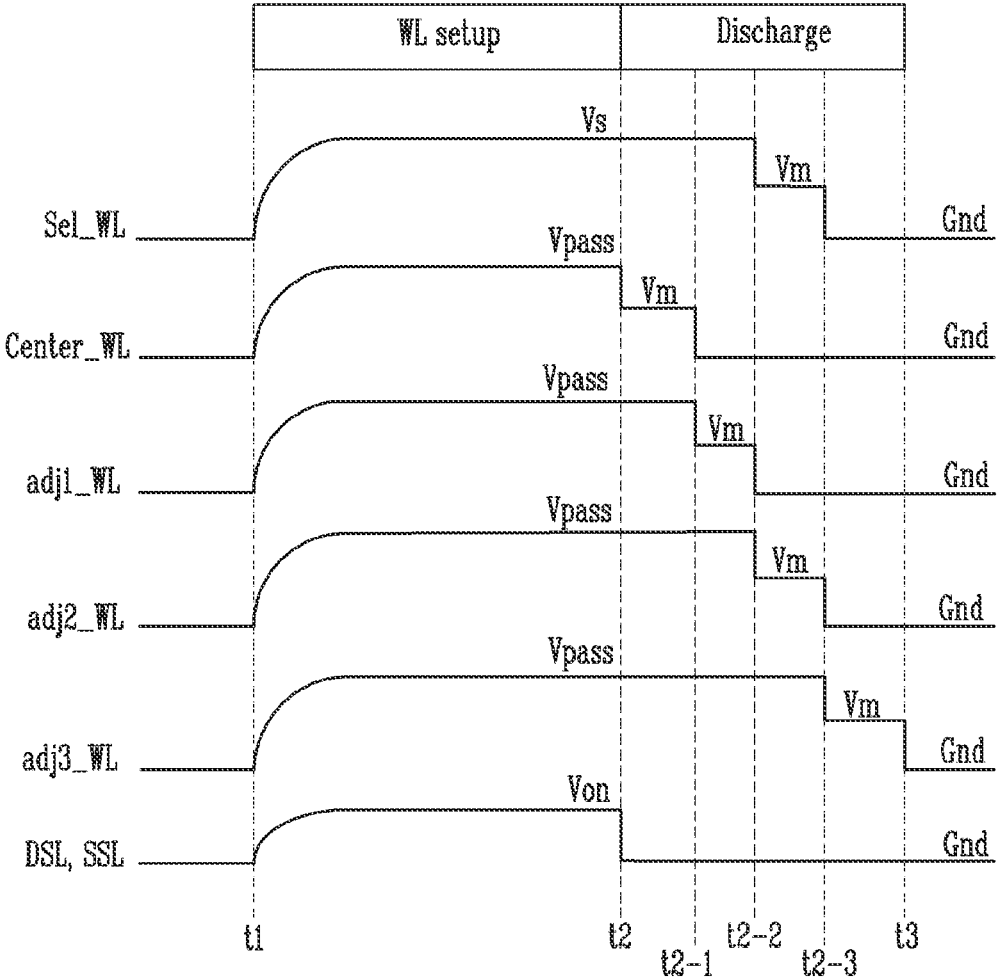 WL setup Discharge
Vs
Vm
Sel_WL Gnd
Vpass
Vm
Center_WL Gnd
Vpass
Vm
adj1_WL Gnd
Vpass
Vm
adj2_WL Gnd
Vpass
Vm
adj3_WL Gnd
Von
DSL, SSL Gnd
t1 t2 t2-2 t3
t2-1 t2-3